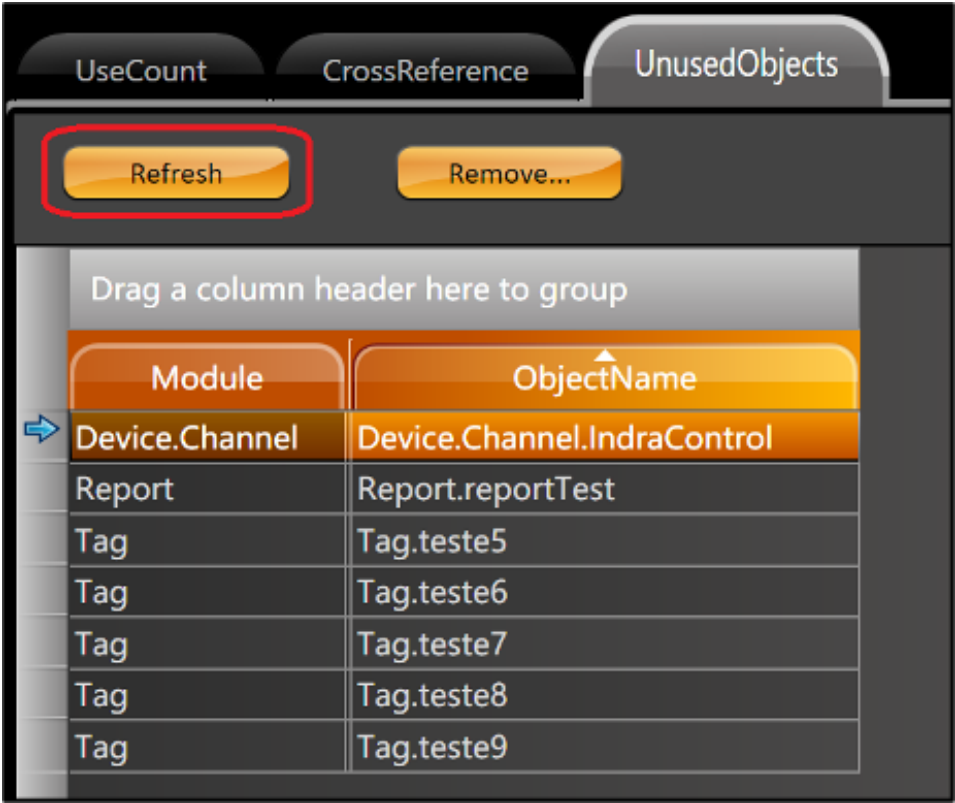 UseCount CrossReference UnusedObjects
Refresh Remove...
Drag a column header here to group
Module ObjectName
Device.Channel Device.Channel.IndraControl
Report Report.reportTest
Tag Tag.teste5
Tag Tag.teste6
Tag Tag.teste7
Tag Tag.teste8
Tag Tag.teste9